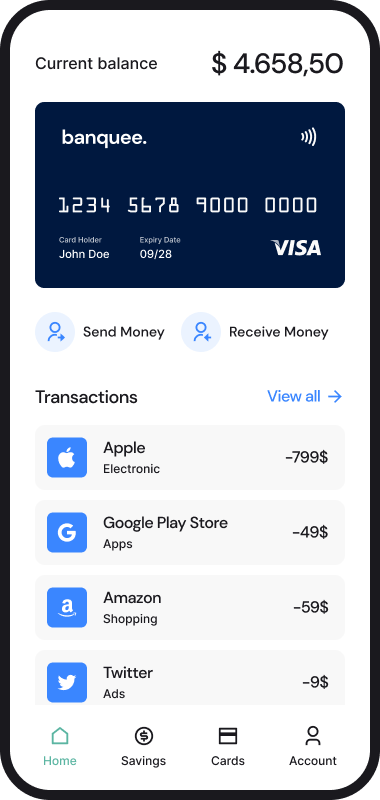 Current balance $ 4.658,50
banquee.
1234 5678 9000 0000
Card Holder Expiry Date
John Doe 09/28
VISA
Send Money Receive Money
Transactions View all
Apple
Electronic
-799$
Google Play Store
Apps
-49$
Amazon
Shopping
-59$
Twitter
Ads
-9$
Home Savings Cards Account